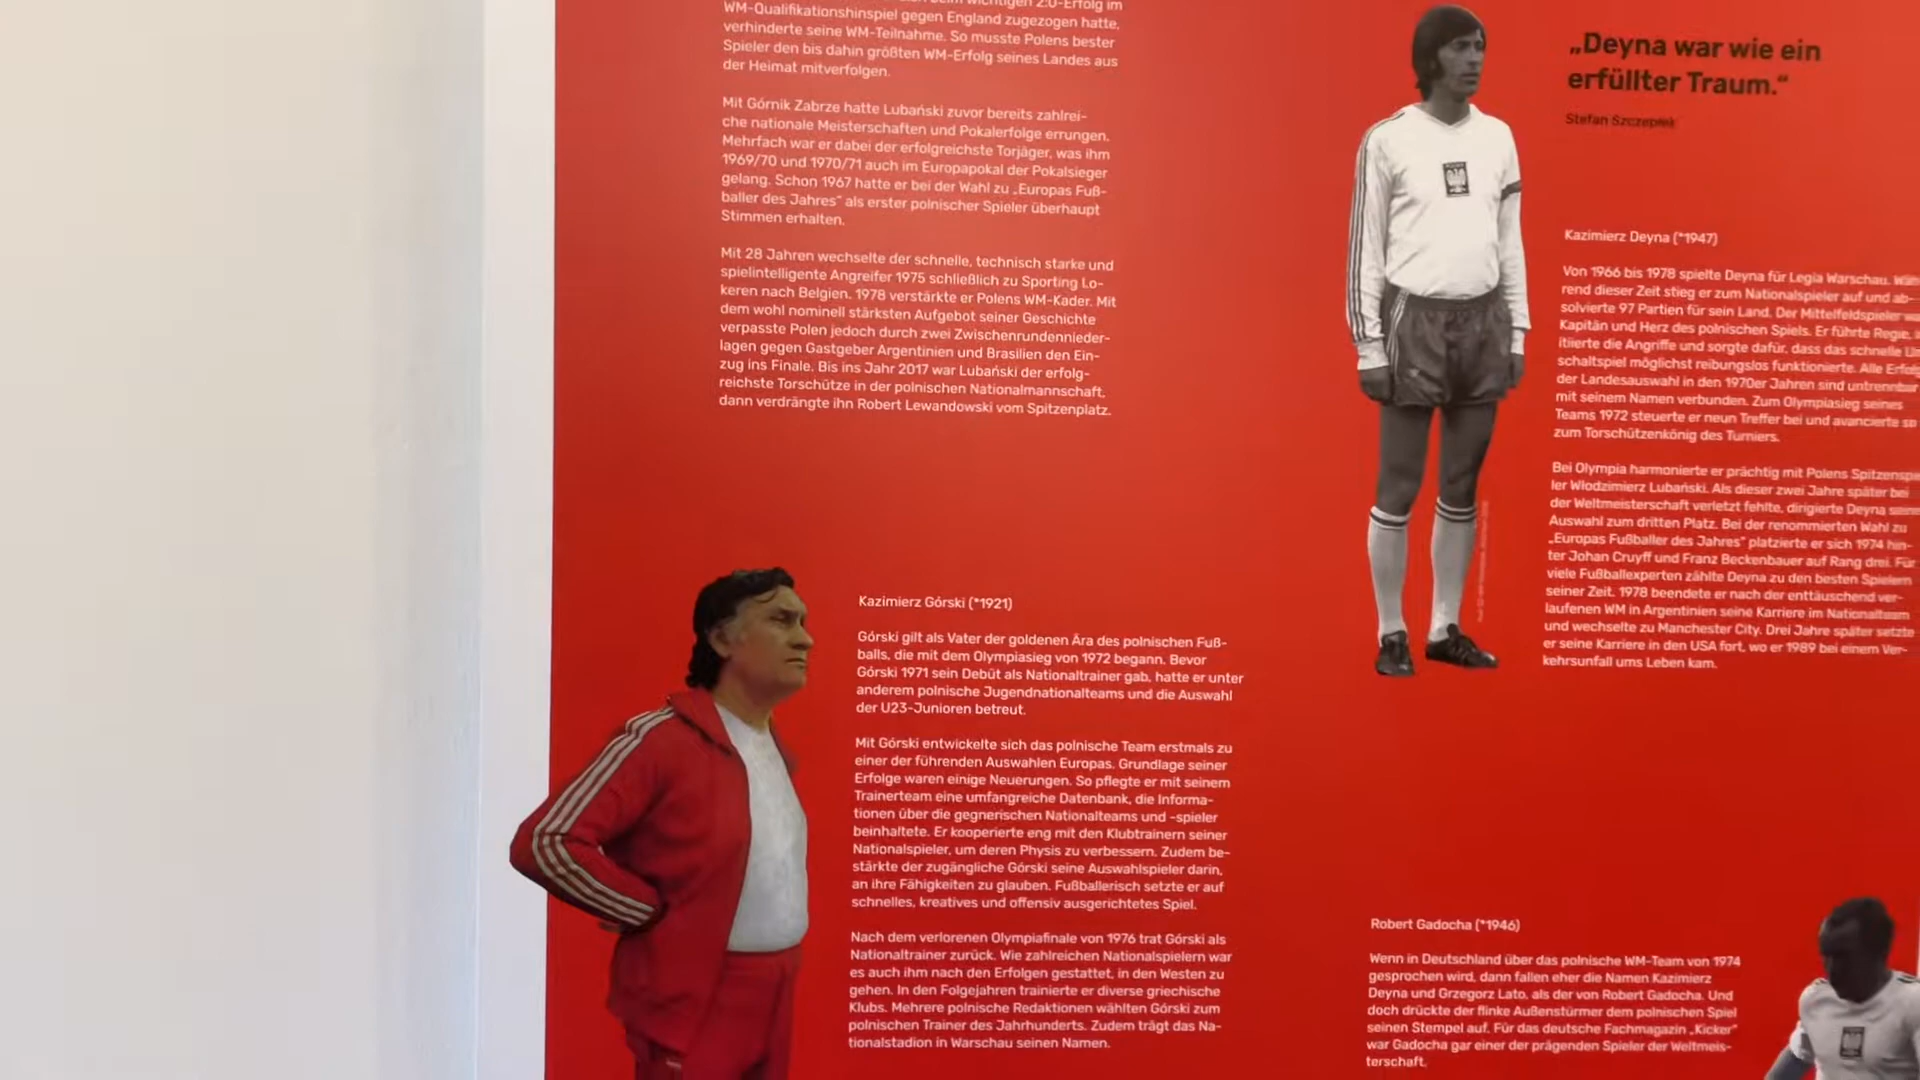 WM-Qualifikationshinspiel gegen England zugezogen hatte,
verhinderte seine WM-Teilnahme. So musste Polens bester
Spieler den bis dahin größten WM-Erfolg seines Landes aus
der Heimat mitverfolgen.
Mit Górnik Zabrze hatte Lubański zuvor bereits zahlrei-
che nationale Meisterschaften und Pokalerfolge errungen.
Mehrfach war er dabei der erfolgreichste Torjäger, was ihm
1969/70 und 1970/71 auch im Europapokal der Pokalsieger
gelang. Schon 1967 hatte er bei der Wahl zu „Europas Fuß-
baller des Jahres“ als erster polnischer Spieler überhaupt
Stimmen erhalten.
Mit 28 Jahren wechselte der schnelle, technisch starke und
spielintelligente Angreifer 1975 schließlich zu Sporting Lo-
keren nach Belgien. 1978 verstärkte er Polens WM-Kader. Mit
dem wohl nominell stärksten Aufgebot seiner Geschichte
verpasste Polen jedoch durch zwei Zwischenrundennieder-
lagen gegen Gastgeber Argentinien und Brasilien den Ein-
zug ins Finale. Bis ins Jahr 2017 war Lubański der erfolg-
reichste Torschütze in der polnischen Nationalmannschaft,
dann verdrängte ihn Robert Lewandowski vom Spitzenplatz.
Kazimierz Górski (*1921)
Górski gilt als Vater der goldenen Ära des polnischen Fuß-
balls, die mit dem Olympiasieg von 1972 begann. Bevor
Górski 1971 sein Debüt als Nationaltrainer gab, hatte er unter
anderem polnische Jugendnationalteams und die Auswahl
der U23-Junioren betreut.
Mit Górski entwickelte sich das polnische Team erstmals zu
einer der führenden Auswahlen Europas. Grundlage seiner
Erfolge waren einige Neuerungen. So pflegte er mit seinem
Trainerteam eine umfangreiche Datenbank, die Informa-
tionen über die gegnerischen Nationalteams und -spieler
beinhaltete. Er kooperierte eng mit den Klubtrainern seiner
Nationalspieler, um deren Physis zu verbessern. Zudem be-
stärkte der zugängliche Górski seine Auswahlspieler darin,
an ihre Fähigkeiten zu glauben. Fußballerisch setzte er auf
schnelles, kreatives und offensiv ausgerichtetes Spiel.
Nach dem verlorenen Olympiafinale von 1976 trat Górski als
Nationaltrainer zurück. Wie zahlreichen Nationalspielern war
es auch ihm nach den Erfolgen gestattet, in den Westen zu
gehen. In den Folgejahren trainierte er diverse griechische
Klubs. Mehrere polnische Redaktionen wählten Górski zum
polnischen Trainer des Jahrhunderts. Zudem trägt das Na-
tionalstadion in Warschau seinen Namen.
„Deyna war wie ein
erfüllter Traum.“
Stefan Szczepłek
Kazimierz Deyna (*1947)
Von 1966 bis 1978 spielte Deyna für Legia Warschau. Wäh-
rend dieser Zeit stieg er zum Nationalspieler auf und ab-
solvierte 97 Partien für sein Land. Der Mittelfeldspieler
Kapitän und Herz des polnischen Spiels. Er führte Regie,
itiierte die Angriffe und sorgte dafür, dass das schnelle
schaltspiel möglichst reibungslos funktionierte. Alle
der Landesauswahl in den 1970er Jahren sind untrennbar
mit seinem Namen verbunden. Zum Olympiasieg seines
Teams 1972 steuerte er neun Treffer bei und avancierte so
zum Torschützenkönig des Turniers.
Bei Olympia harmonierte er prächtig mit Polens
ler Włodzimierz Lubański. Als dieser zwei Jahre später bei
der Weltmeisterschaft verletzt fehlte, dirigierte Deyna
Auswahl zum dritten Platz. Bei der renommierten Wahl zu
„Europas Fußballer des Jahres“ platzierte er sich 1974 hin-
ter Johan Cruyff und Franz Beckenbauer auf Rang drei. Für
viele Fußballexperten zählte Deyna zu den besten Spielern
seiner Zeit. 1978 beendete er nach der enttäuschend ver-
laufenen WM in Argentinien seine Karriere im Nationalteam
und wechselte zu Manchester City. Drei Jahre später setzte
er seine Karriere in den USA fort, wo er 1989 bei einem Ver-
kehrsunfall ums Leben kam.
Robert Gadocha (*1946)
Wenn in Deutschland über das polnische WM-Team von 1974
gesprochen wird, dann fallen eher die Namen Kazimierz
Deyna und Grzegorz Lato, als der von Robert Gadocha. Und
doch drückte der flinke Außenstürmer dem polnischen Spiel
seinen Stempel auf. Für das deutsche Fachmagazin „Kicker“
war Gadocha gar einer der prägenden Spieler der Weltmeis-
terschaft.